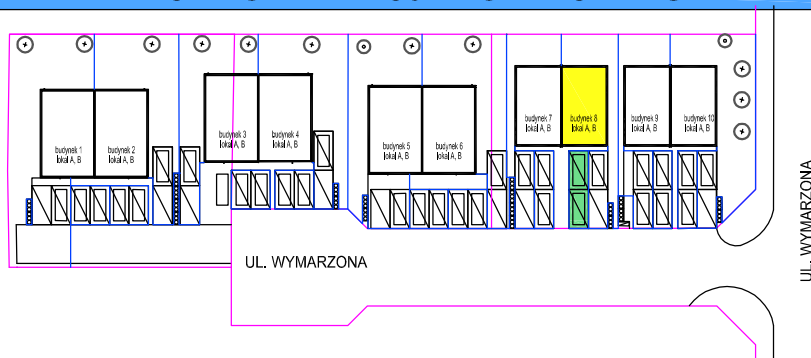 budynek 1
lokal A, B
budynek 2
lokal A, B
budynek 3
lokal A, B
budynek 4
lokal A, B
budynek 5
lokal A, B
budynek 6
lokal A, B
budynek 7
lokal A, B
budynek 8
lokal A, B
budynek 9
lokal A, B
budynek 10
lokal A, B
UL. WYMARZONA
UL. WYMARZONA